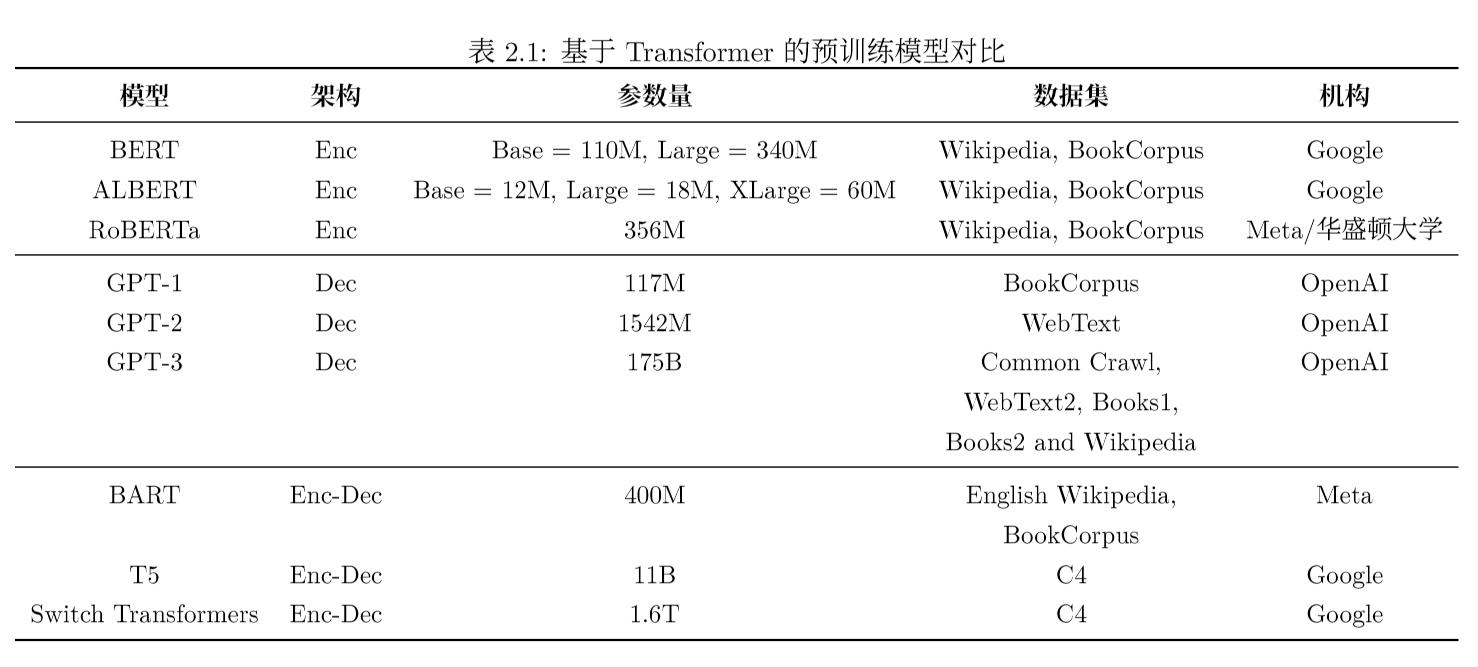 表 2.1: 基于 Transformer 的预训练模型对比
模型 架构 参数量 数据集 机构
BERT Enc Base = 110M, Large = 340M Wikipedia, BookCorpus Google
ALBERT Enc Base = 12M, Large = 18M, XLarge = 60M Wikipedia, BookCorpus Google
RoBERTa Enc 356M Wikipedia, BookCorpus Meta/华盛顿大学
GPT-1 Dec 117M BookCorpus OpenAI
GPT-2 Dec 1542M WebText OpenAI
GPT-3 Dec 175B Common Crawl, OpenAI
WebText2, Books1,
Books2 and Wikipedia
BART Enc-Dec 400M English Wikipedia, Meta
BookCorpus
T5 Enc-Dec 11B C4 Google
Switch Transformers Enc-Dec 1.6T C4 Google